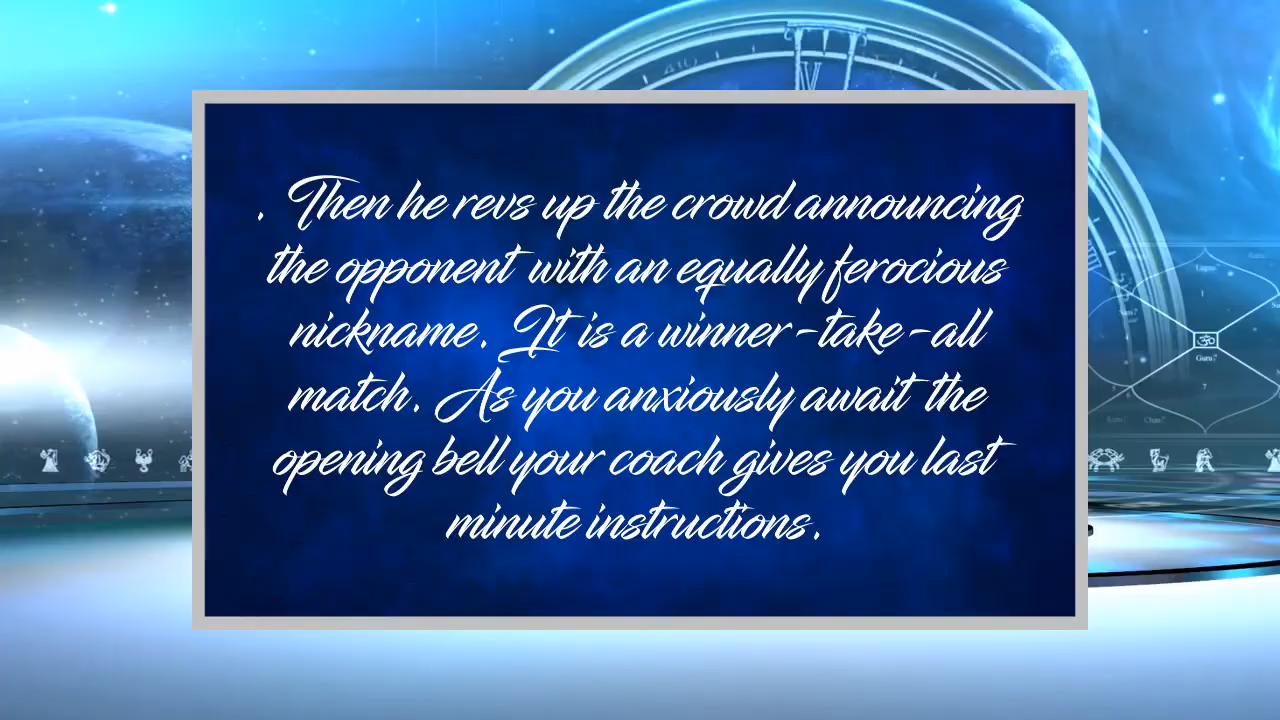 . Then he revs up the crowd announcing
the opponent with an equally ferocious
nickname. It is a winner-take-all
match. As you anxiously await the
opening bell your coach gives you last
minute instructions.
Guru?